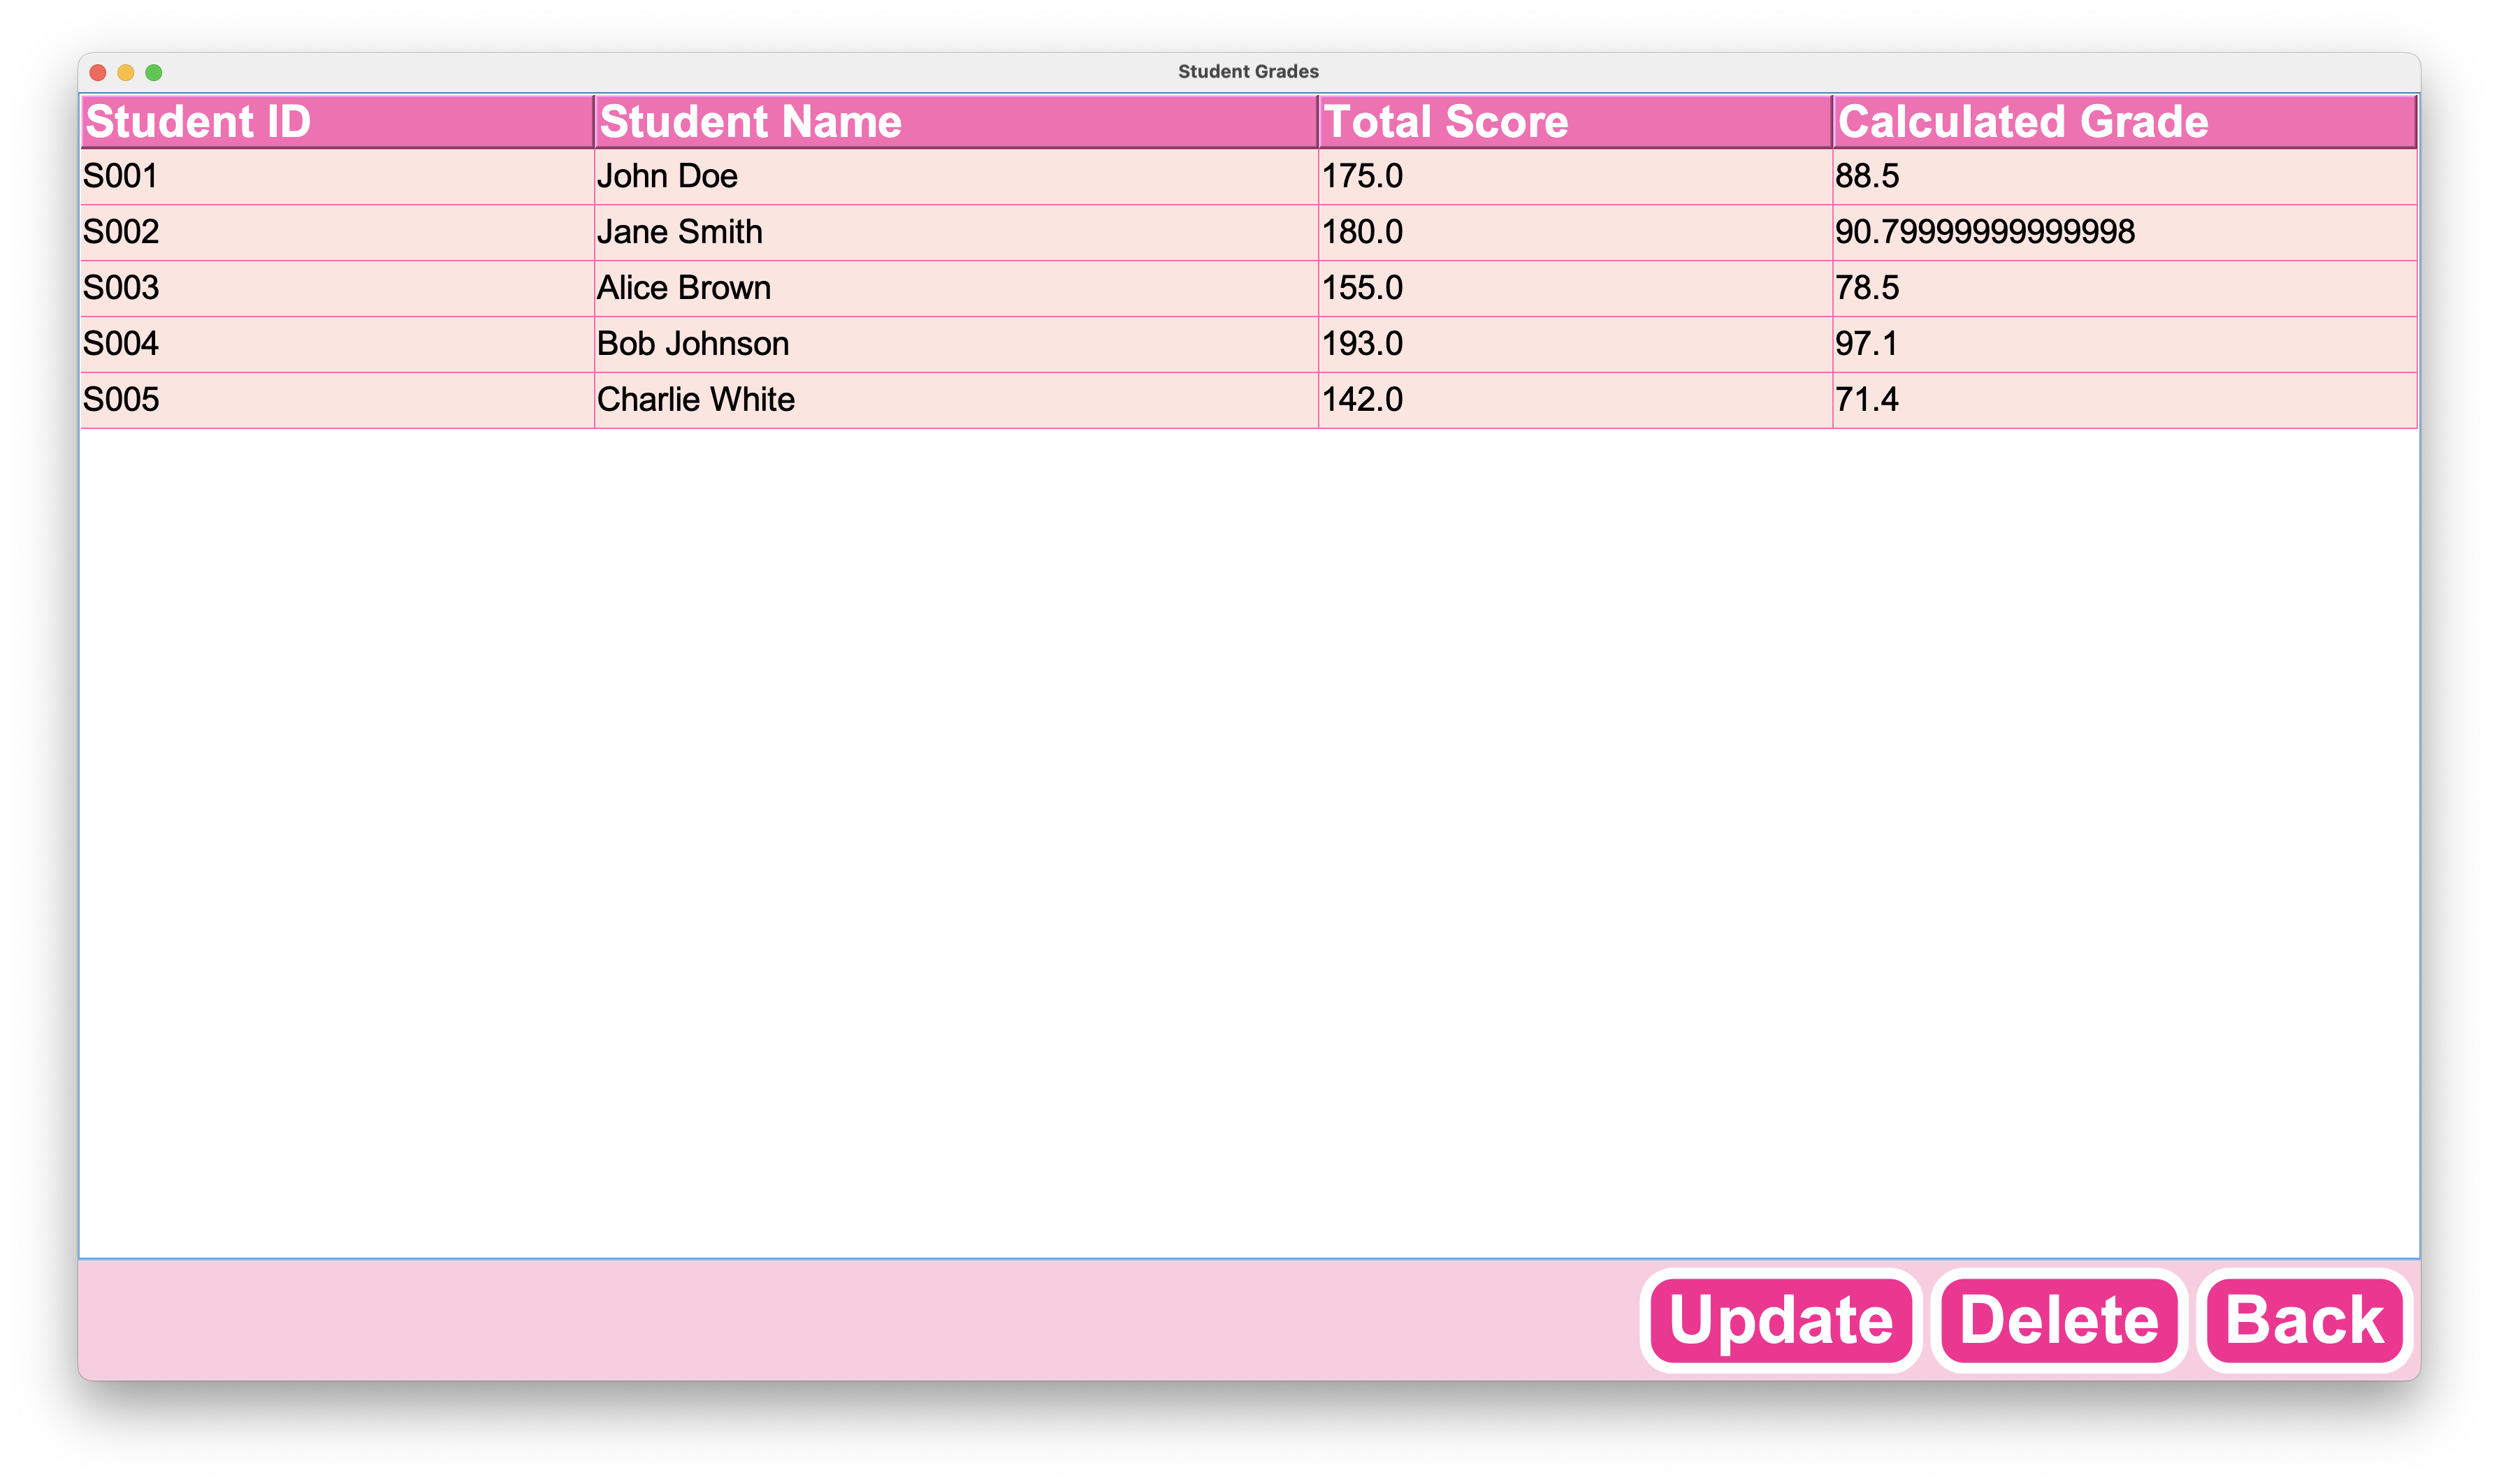 Student Grades
Student ID Student Name Total Score Calculated Grade
S001 John Doe 175.0 88.5
S002 Jane Smith 180.0 90.79999999999998
S003 Alice Brown 155.0 78.5
S004 Bob Johnson 193.0 97.1
S005 Charlie White 142.0 71.4
Update Delete Back